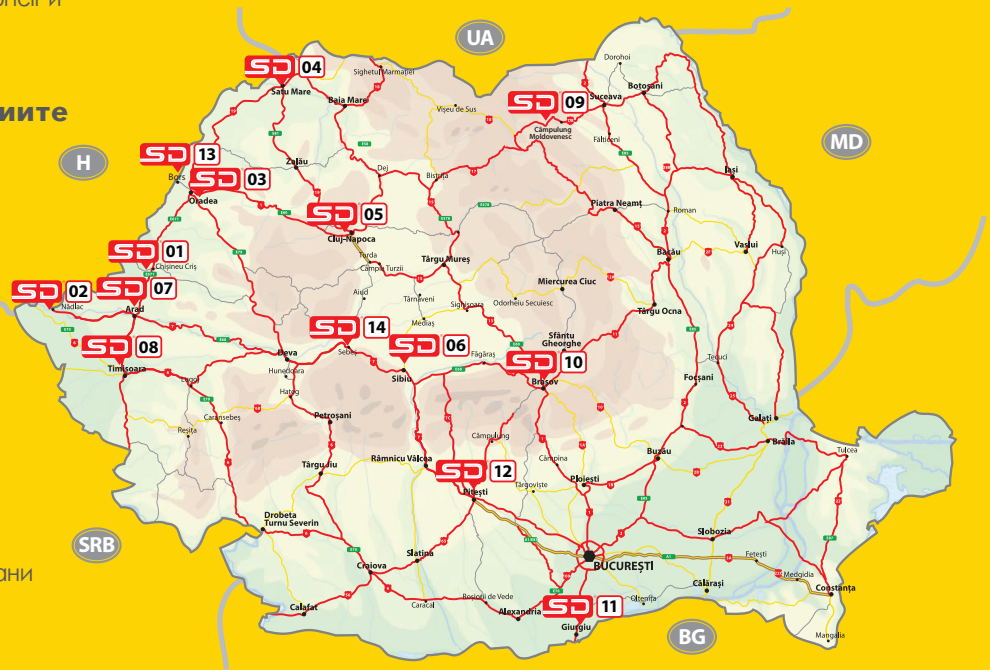 UA
Dorohoi
SD 04
Sighetul Marmației
Satu Mare
Baia Mare
Botoșani
SD 09
Suceava
Vișeu de Sus
миите
Câmpulung
Moldovenesc
Fălticeni
MD
H
SD 13
Borș
SD 03
Oradea
Zalău
Dej
Bistrița
Iași
SD 05
Cluj-Napoca
Piatra Neamț
Roman
SD 01
Chișineu Criș
Turda
Câmpia Turzii
Târgu Mureș
Bacău
Vaslui
Huși
SD 02
Nădlac
SD 07
Arad
Aiud
Târnăveni
Sighișoara
Miercurea Ciuc
Odorheiu Secuiesc
Târgu Ocna
Mediaș
SD 14
Sebeș
SD 06
Sibiu
Sfântu
Gheorghe
SD 08
Timișoara
Deva
Hunedoara
Făgăraș
SD 10
Brașov
Tecuci
Lugoj
Hațeg
Focșani
Caransebeș
Reșița
Petroșani
Galați
Brăila
Câmpulung
Târgu Jiu
Râmnicu Vâlcea
Câmpina
Buzău
Tulcea
SD 12
Pitești
Târgoviște
Ploiești
Drobeta
Turnu Severin
SRB
Slobozia
Slatina
Craiova
BUCUREȘTI
Fetești
Medgidia
ани
Călărași
Constanța
Calafat
Caracal
Roșiorii de Vede
Alexandria
SD 11
Oltenița
Giurgiu
BG
Mangalia